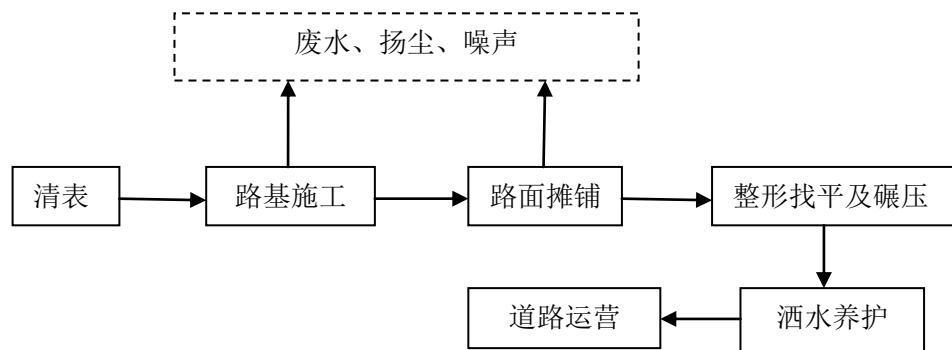 废水、扬尘、噪声
清表
路基施工
路面摊铺
整形找平及碾压
道路运营
洒水养护